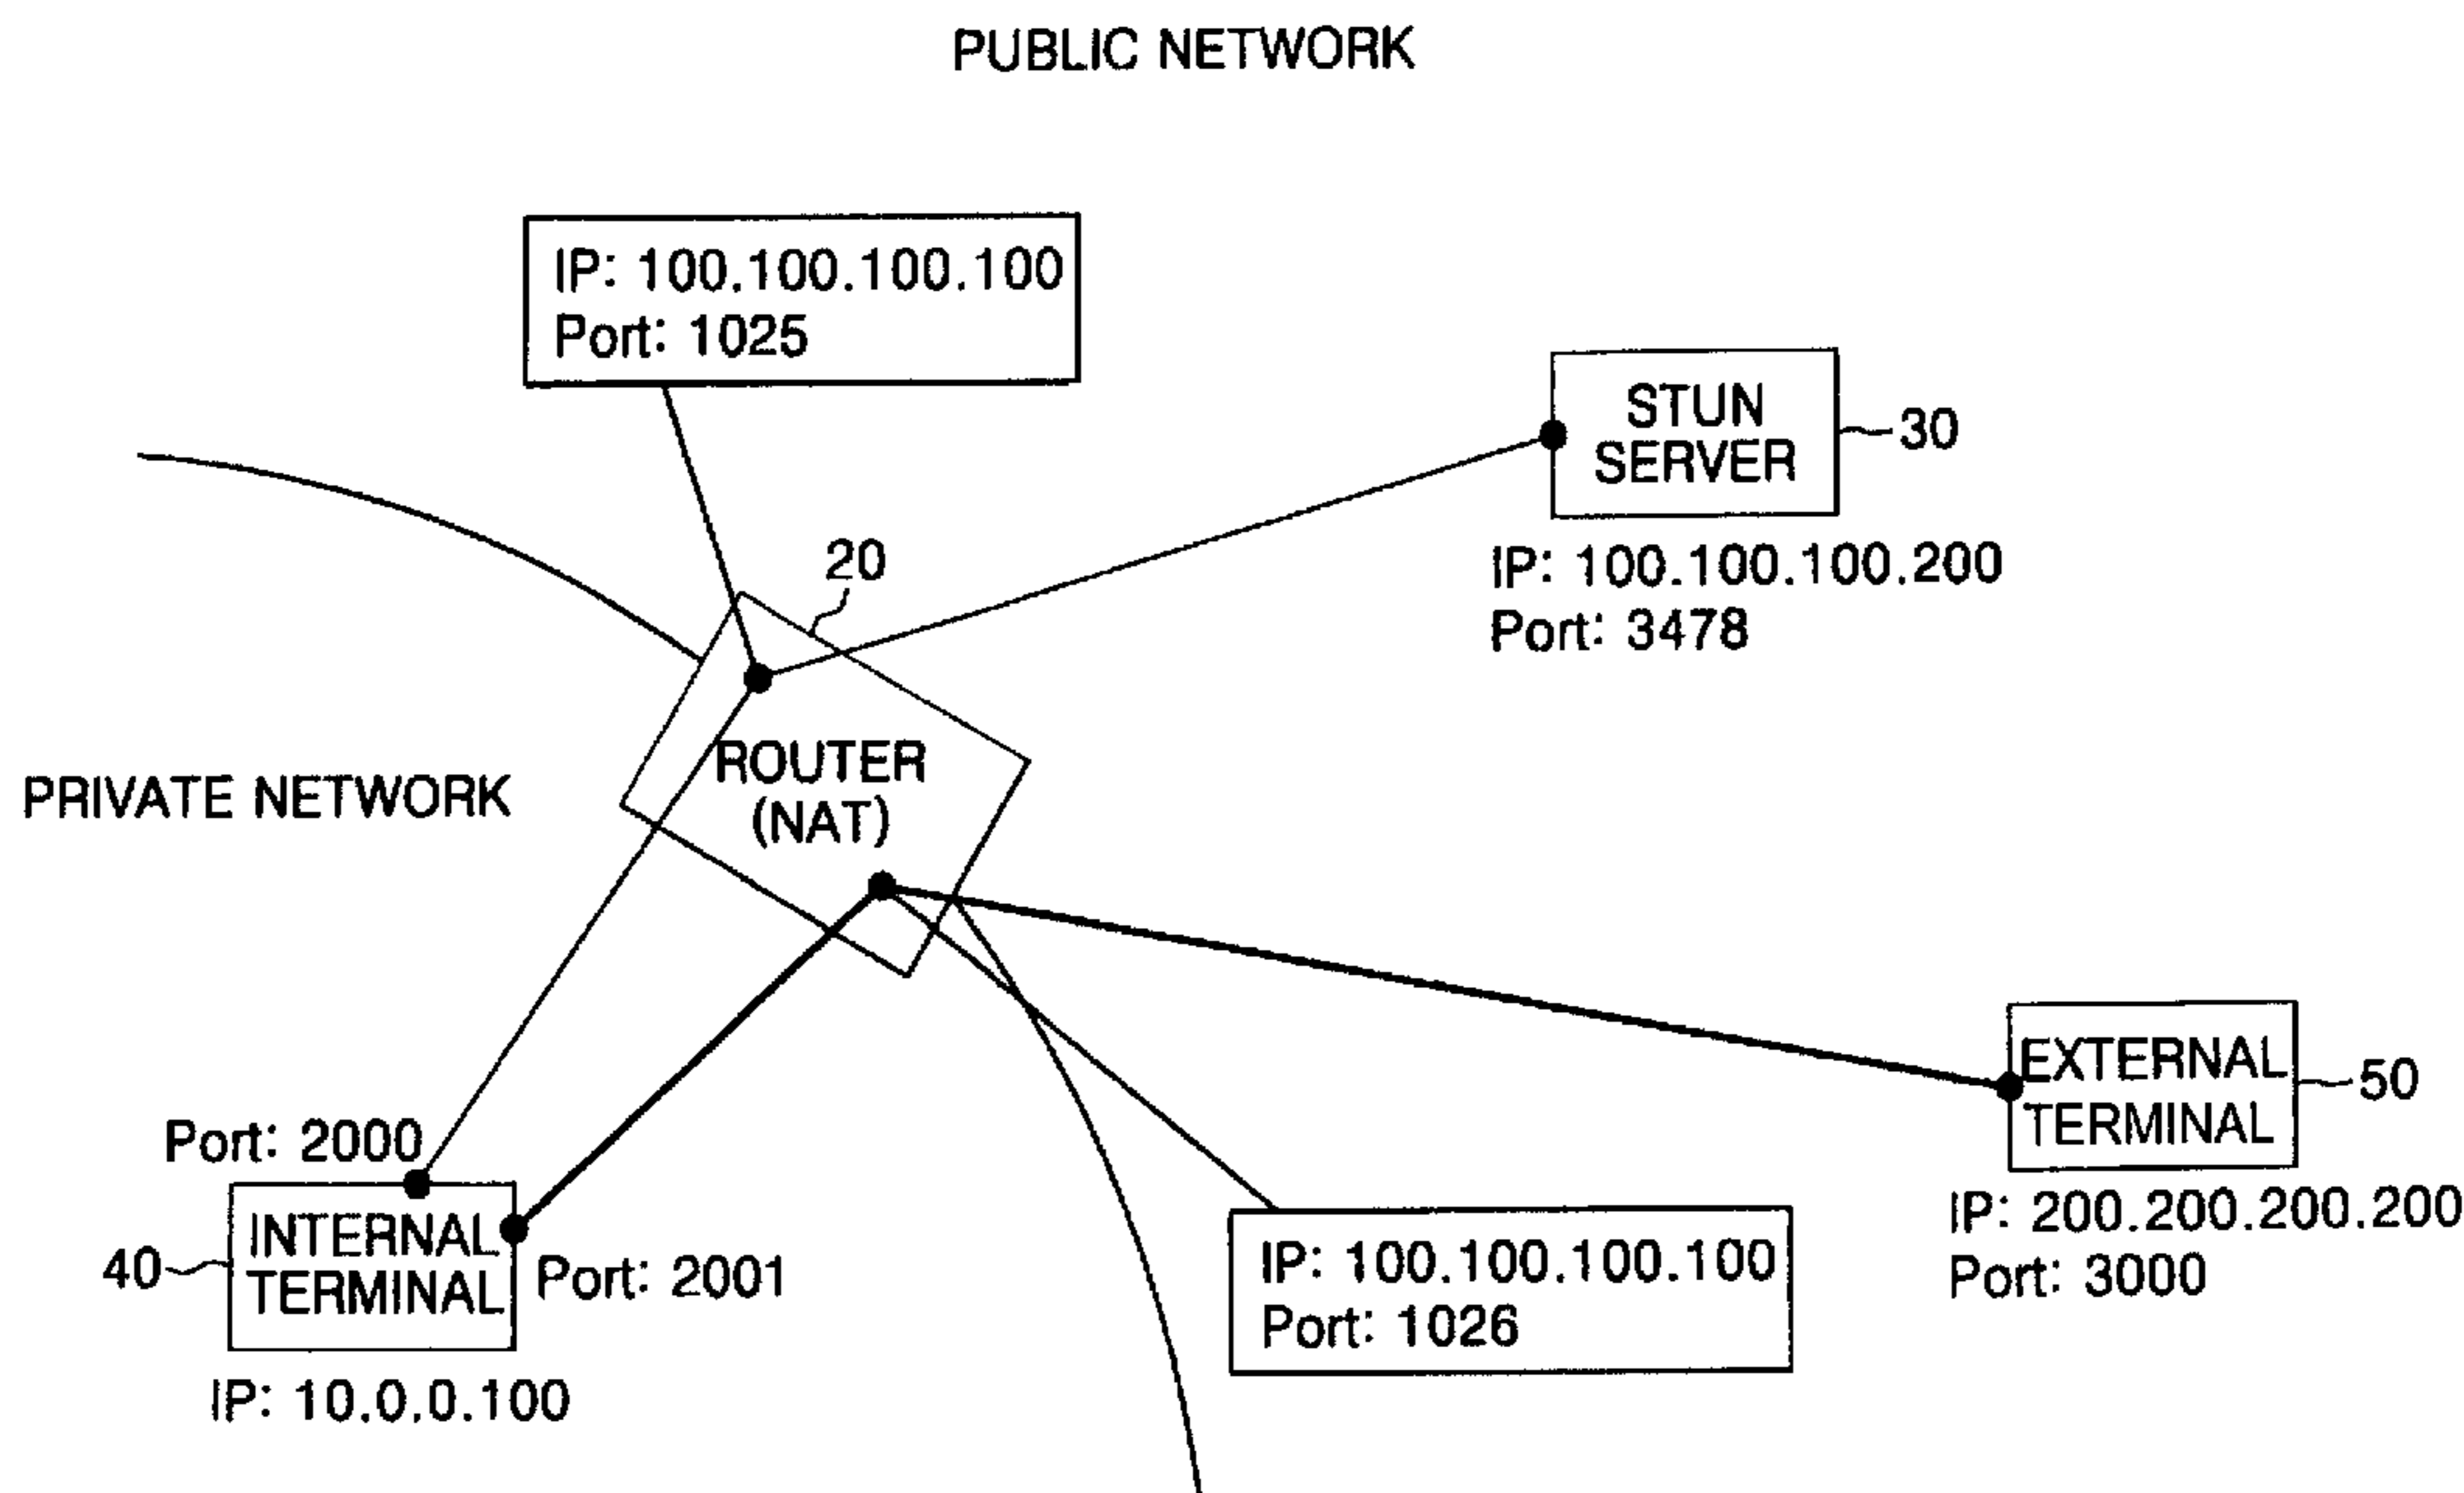 PUBLIC NETWORK
IP: 100.100.100.100
Port: 1025
STUN
SERVER
30
IP: 100.100.100.200
Port: 3478
20
ROUTER
(NAT)
PRIVATE NETWORK
Port: 2000
INTERNAL
TERMINAL
40
Port: 2001
IP: 10.0.0.100
IP: 100.100.100.100
Port: 1026
EXTERNAL
TERMINAL
50
IP: 200.200.200.200
Port: 3000